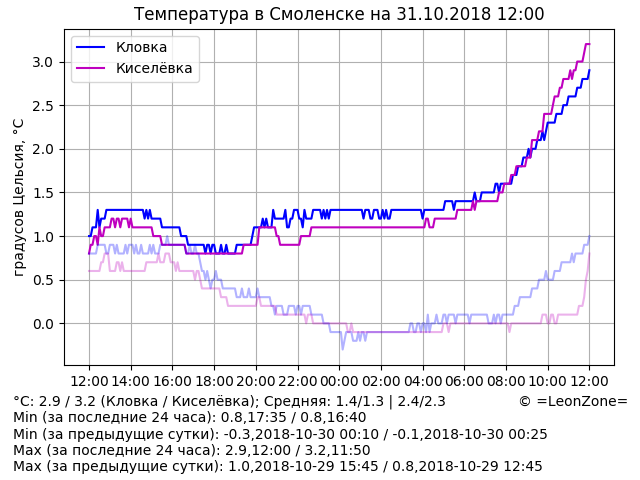 Температура в Смоленске на 31.10.2018 12:00
Кловка
Киселёвка
градусов Цельсия, °C
3.0
2.5
2.0
1.5
1.0
0.5
0.0
12:00 14:00 16:00 18:00 20:00 22:00 00:00 02:00 04:00 06:00 08:00 10:00 12:00
°C: 2.9 / 3.2 (Кловка / Киселёвка); Средняя: 1.4/1.3 | 2.4/2.3 © =LeonZone=
Min (за последние 24 часа): 0.8,17:35 / 0.8,16:40
Min (за предыдущие сутки): -0.3,2018-10-30 00:10 / -0.1,2018-10-30 00:25
Max (за последние 24 часа): 2.9,12:00 / 3.2,11:50
Max (за предыдущие сутки): 1.0,2018-10-29 15:45 / 0.8,2018-10-29 12:45